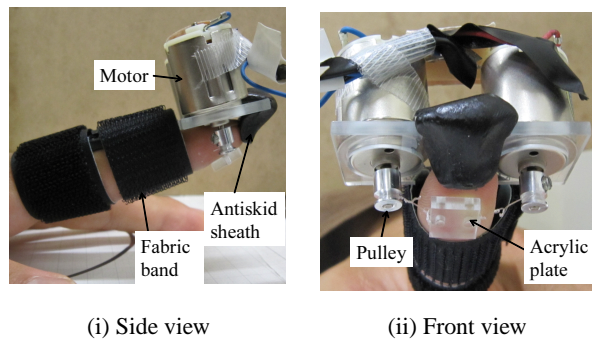 Motor
Antiskid
sheath
Fabric
band
Pulley
Acrylic
plate
(i) Side view
(ii) Front view